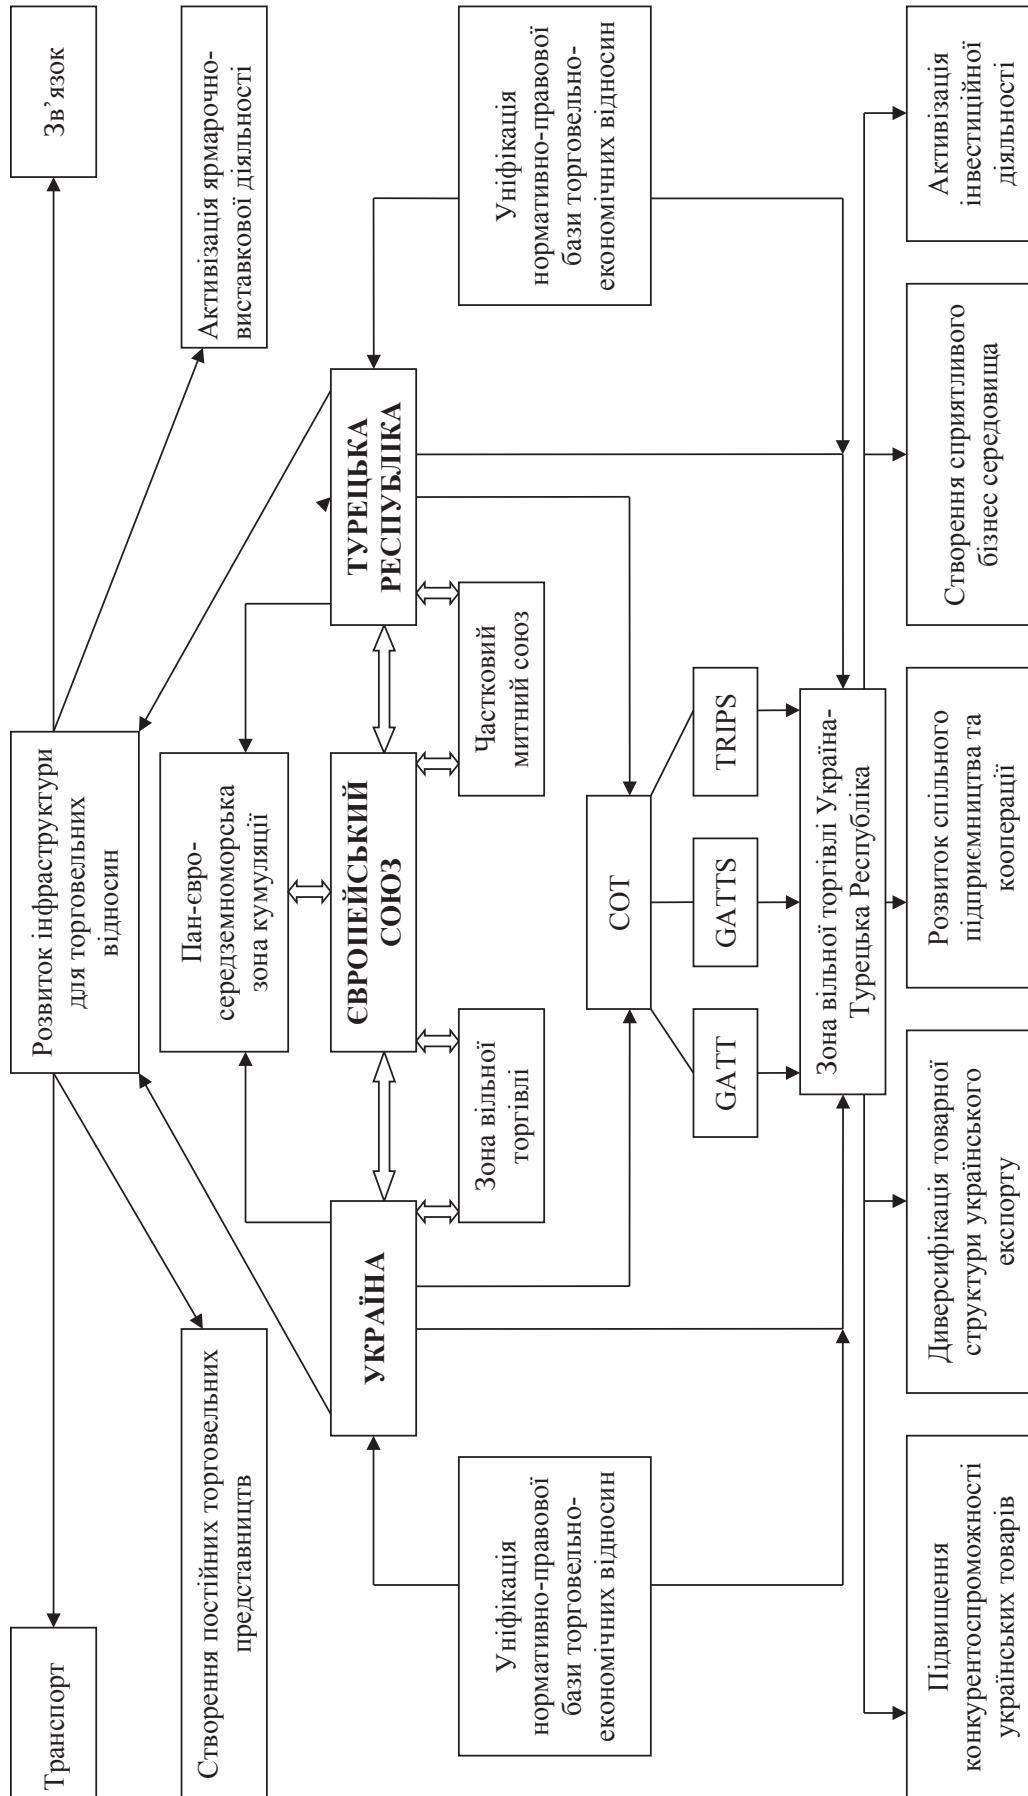 Транспорт
Розвиток інфраструктури
для торговельних
відносин
Зв’язок
Створення постійних торговельних
представництв
Пан-євро-
середземноморська
зона кумуляції
Активізація ярмарочно-
виставкової діяльності
УКРАЇНА
ЄВРОПЕЙСЬКИЙ
СОЮЗ
ТУРЕЦЬКА
РЕСПУБЛІКА
Уніфікація
нормативно-правової
бази торговельно-
економічних відносин
Зона вільної
торгівлі
Частковий
митний союз
Уніфікація
нормативно-правової
бази торговельно-
економічних відносин
СОТ
GATT
GATTS
TRIPS
Зона вільної торгівлі Україна-
Турецька Республіка
Підвищення
конкурентоспроможності
українських товарів
Диверсифікація товарної
структури українського
експорту
Розвиток спільного
підприємництва та
кооперації
Створення сприятливого
бізнес середовища
Активізація
інвестиційної
діяльності